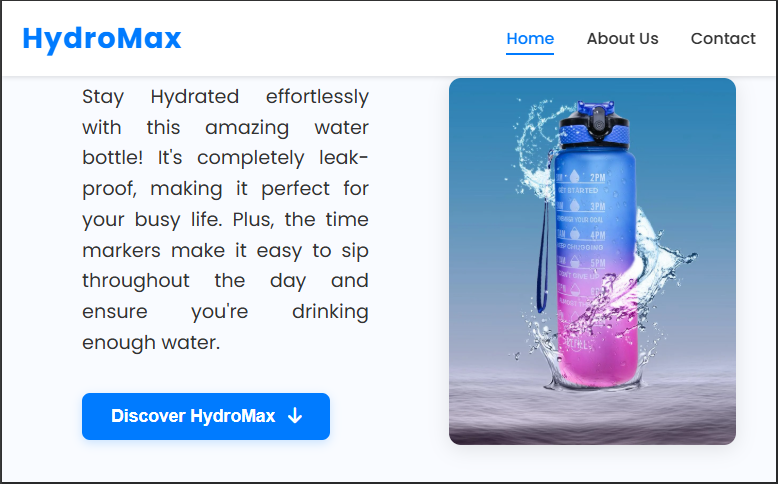 HydroMax
Home About Us Contact
Stay Hydrated effortlessly
with this amazing water
bottle! It's completely leak-
proof, making it perfect for
your busy life. Plus, the time
markers make it easy to sip
throughout the day and
ensure you're drinking
enough water.
Discover HydroMax ↓
2PM
GET STARTED
3PM
YOUR GOAL
4PM
KEEP CHUGGING
5PM
DON'T GIVE UP